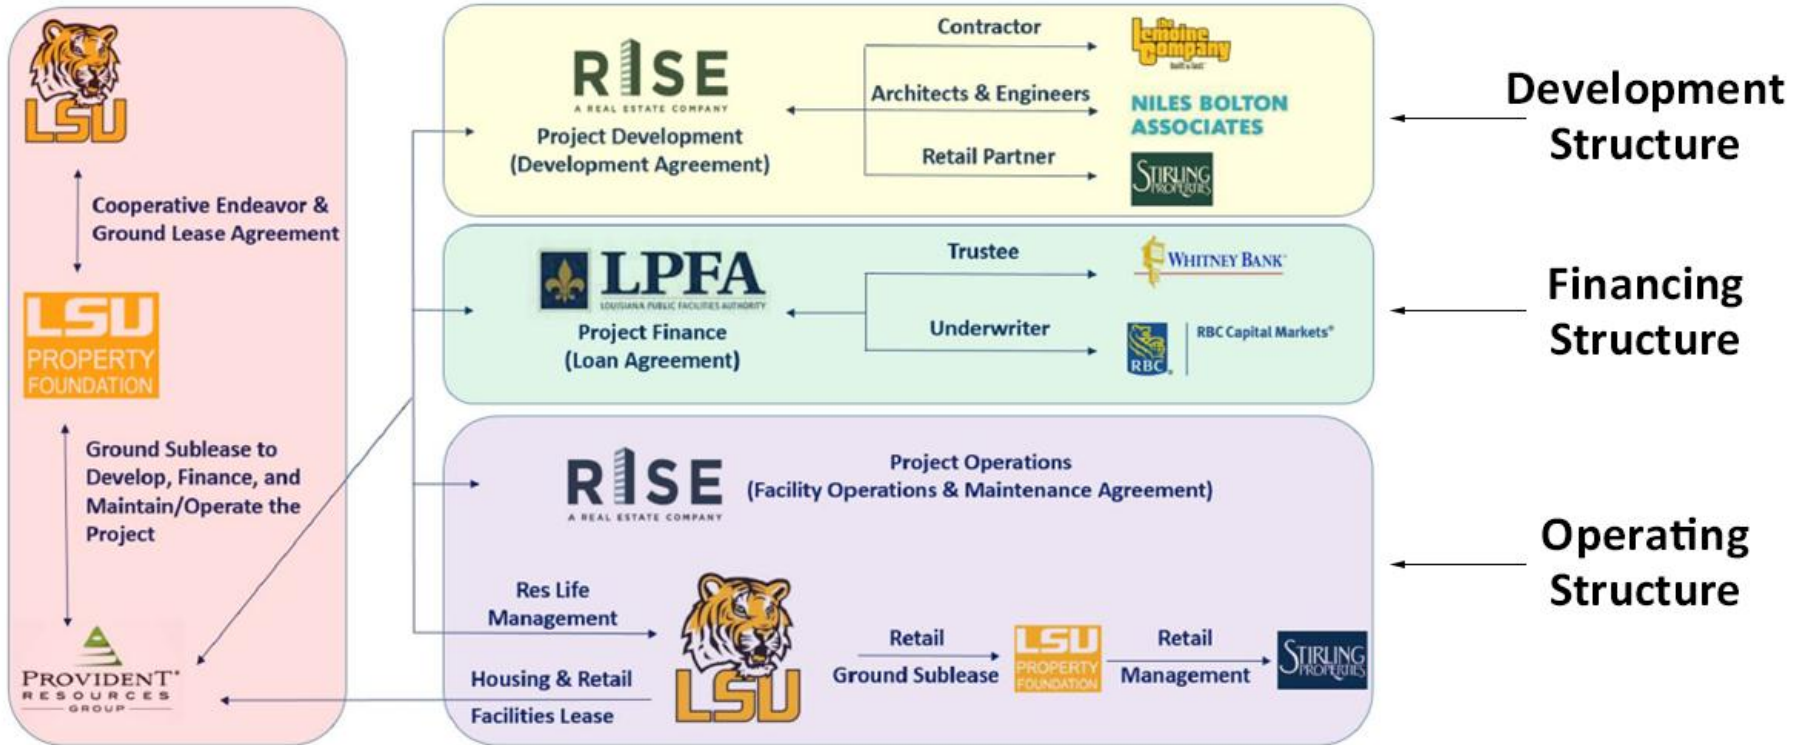 LSU
Cooperative Endeavor &
Ground Lease Agreement
LSU
PROPERTY
FOUNDATION
Ground Sublease to
Develop, Finance, and
Maintain/Operate the
Project
PROVIDENT
RESOURCES
GROUP
RISE
A REAL ESTATE COMPANY
Project Development
(Development Agreement)
Contractor
the
Lemoine
Company
built to last
Architects & Engineers
NILES BOLTON
ASSOCIATES
Retail Partner
STIRLING
PROPERTIES
Development
Structure
LPFA
LOUISIANA PUBLIC FACILITIES AUTHORITY
Project Finance
(Loan Agreement)
Trustee
WHITNEY BANK
Underwriter
RBC
RBC Capital Markets®
Financing
Structure
RISE
A REAL ESTATE COMPANY
Project Operations
(Facility Operations & Maintenance Agreement)
Res Life
Management
Housing & Retail
Facilities Lease
LSU
Retail
Ground Sublease
LSU
PROPERTY
FOUNDATION
Retail
Management
STIRLING
PROPERTIES
Operating
Structure